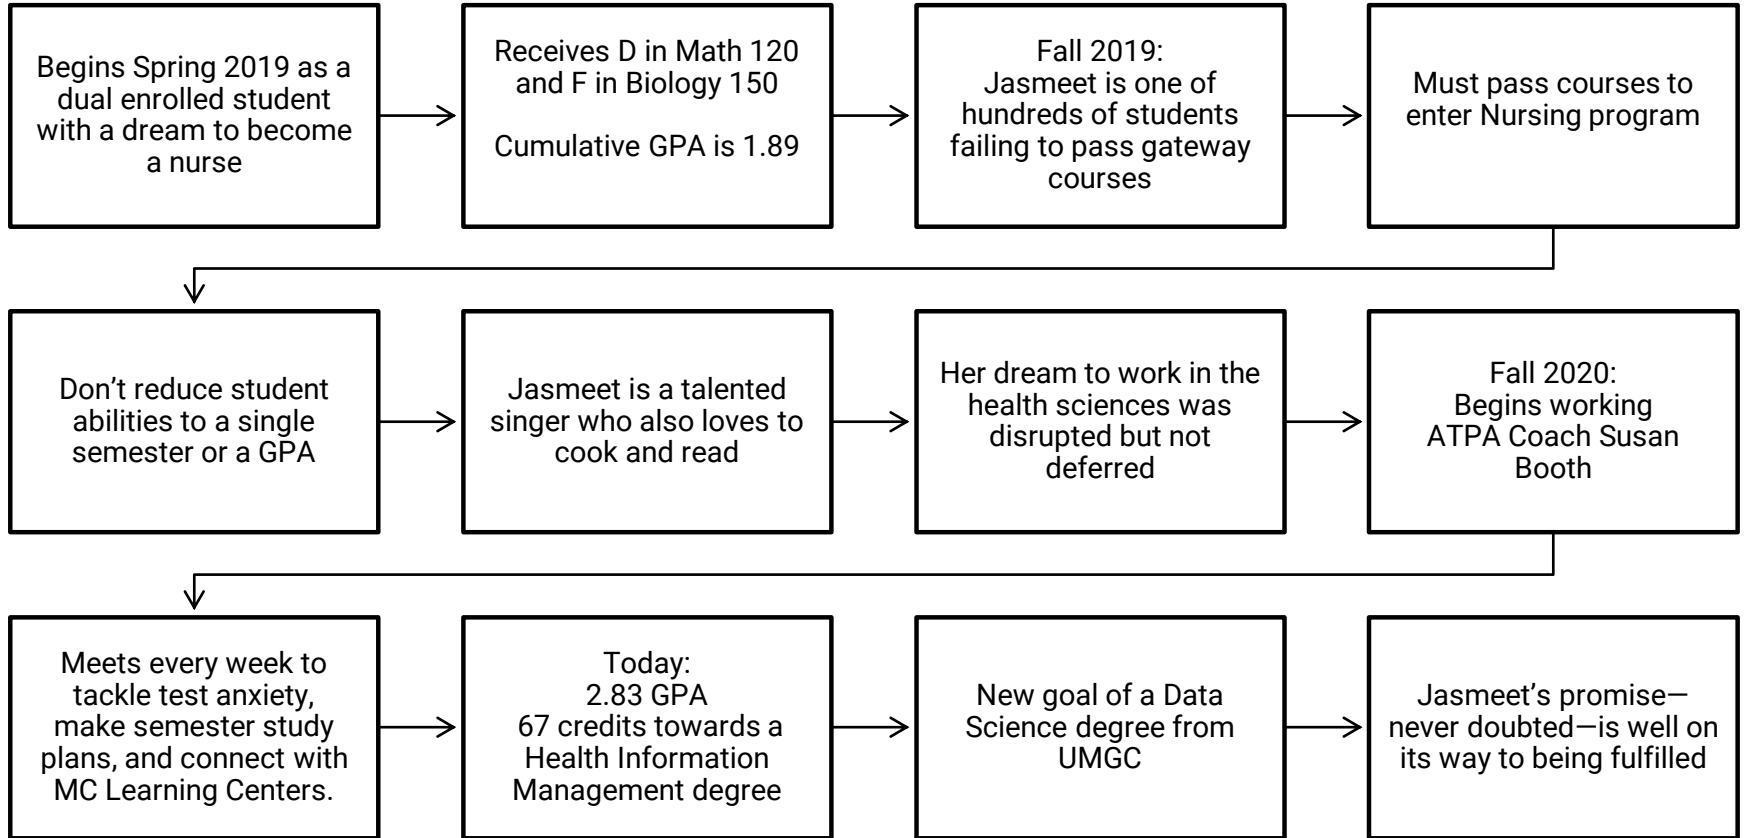 Begins Spring 2019 as a
dual enrolled student
with a dream to become
a nurse
Receives D in Math 120
and F in Biology 150
Cumulative GPA is 1.89
Fall 2019:
Jasmeet is one of
hundreds of students
failing to pass gateway
courses
Must pass courses to
enter Nursing program
Don’t reduce student
abilities to a single
semester or a GPA
Jasmeet is a talented
singer who also loves to
cook and read
Her dream to work in the
health sciences was
disrupted but not
deferred
Fall 2020:
Begins working
ATPA Coach Susan
Booth
Meets every week to
tackle test anxiety,
make semester study
plans, and connect with
MC Learning Centers.
Today:
2.83 GPA
67 credits towards a
Health Information
Management degree
New goal of a Data
Science degree from
UMGC
Jasmeet’s promise—
never doubted—is well on
its way to being fulfilled